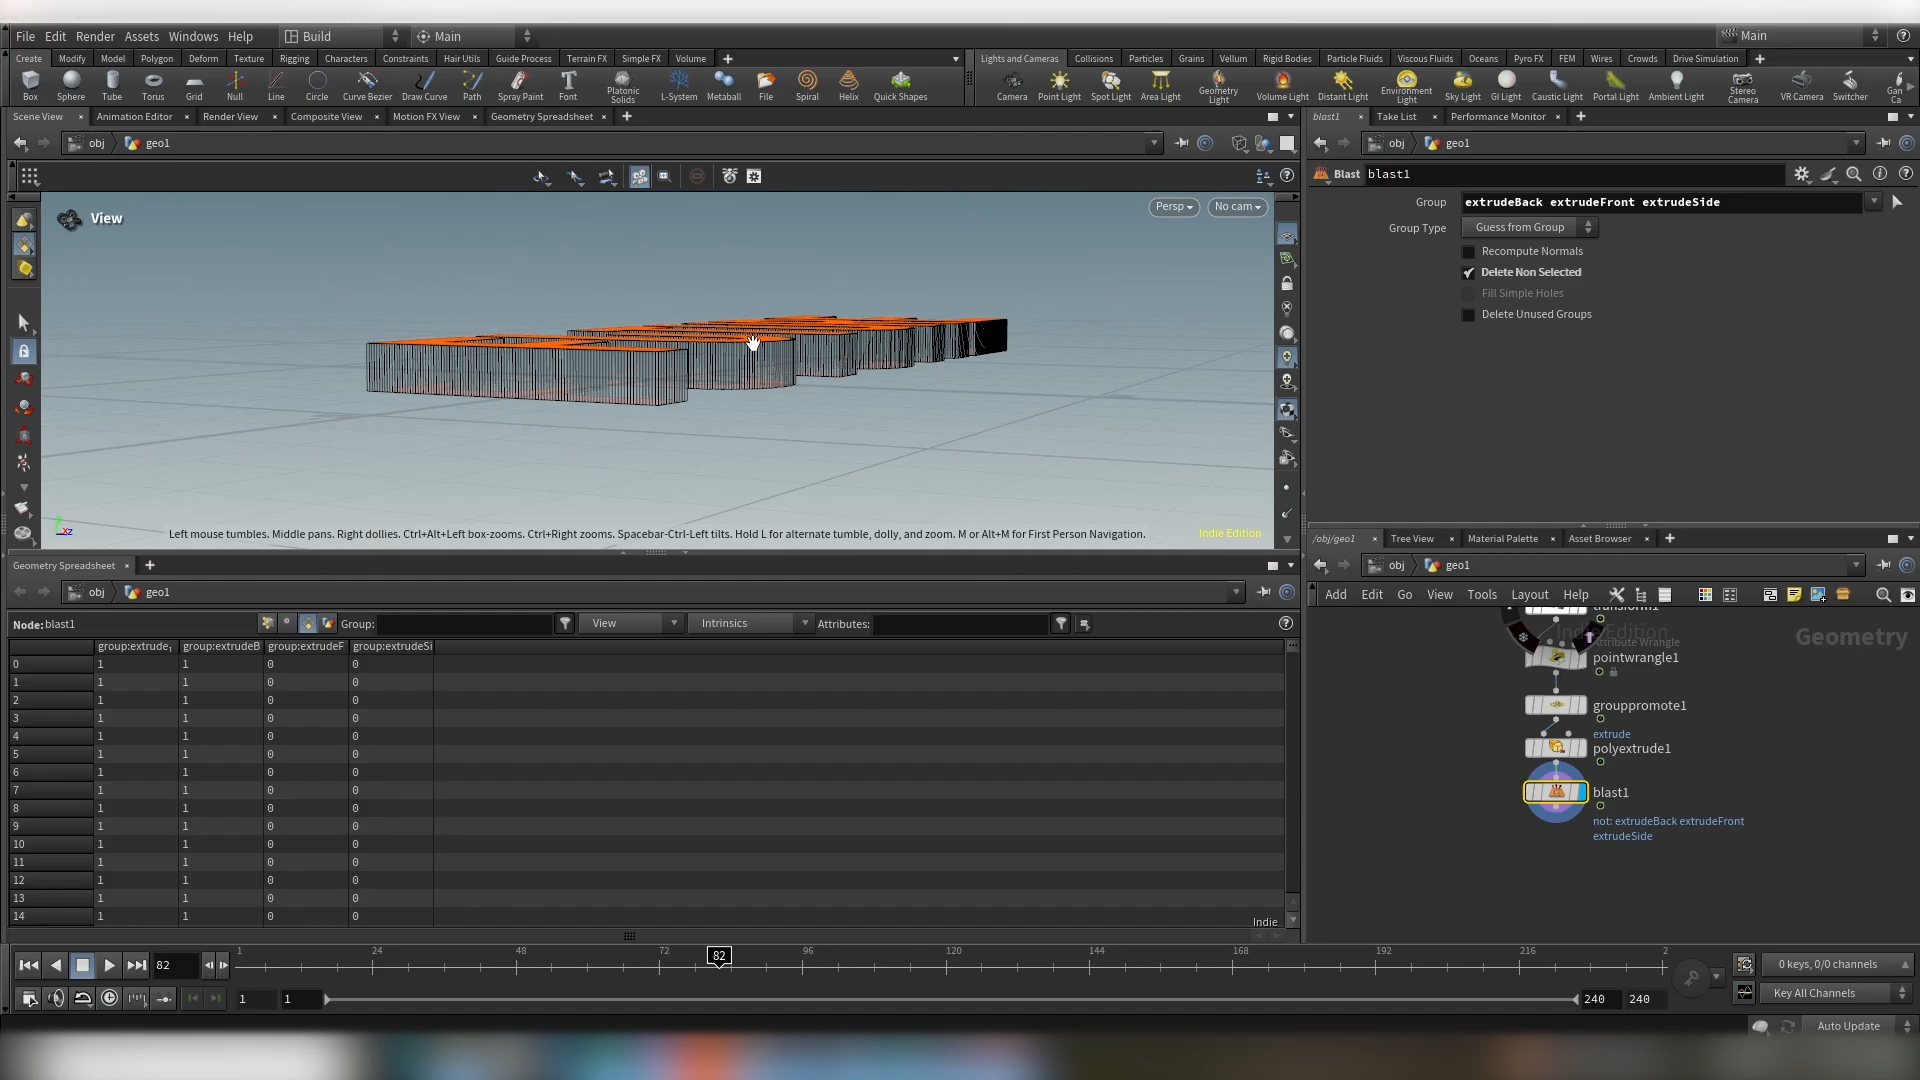 File Edit Render Assets Windows Help Build Main Main
Create Modify Model Polygon Deform Texture Rigging Characters Constraints Hair Utils Guide Process Terrain FX Simple FX Volume
Lights and Cameras Collisions Particles Grains Vellum Rigid Bodies Particle Fluids Viscous Fluids Oceans Pyro FX FEM Wires Crowds Drive Simulation
Box Sphere Tube Torus Grid Null Line Circle Curve Bezier Draw Curve Path Spray Paint Font Platonic Solids L-System Metaball File Spiral Helix Quick Shapes
Camera Point Light Spot Light Area Light Geometry Light Volume Light Distant Light Environment Light Sky Light GI Light Caustic Light Portal Light Ambient Light Stereo Camera VR Camera Switcher Gan Ca
Scene View Animation Editor Render View Composite View Motion FX View Geometry Spreadsheet
blast1 Take List Performance Monitor
obj geo1
obj geo1
Blast blast1
Group extrudeBack extrudeFront extrudeSide
Group Type Guess from Group
Recompute Normals
Delete Non Selected
Fill Simple Holes
Delete Unused Groups
View
Persp No cam
Left mouse tumbles. Middle pans. Right dollies. Ctrl+Alt+Left box-zooms. Ctrl+Right zooms. Spacebar-Ctrl-Left tilts. Hold L for alternate tumble, dolly, and zoom. M or Alt+M for First Person Navigation.
Indie Edition
/obj/geo1 Tree View Material Palette Asset Browser
obj geo1
Add Edit Go View Tools Layout Help
Indie Edition
Geometry
transform1
Attribute Wrangle
pointwrangle1
grouppromote1
extrude
polyextrude1
blast1
not: extrudeBack extrudeFront
extrudeSide
Geometry Spreadsheet
obj geo1
Node: blast1 Group: View Intrinsics Attributes:
group:extrude group:extrudeB group:extrudeF group:extrudeSi
0 1 1 0 0
1 1 1 0 0
2 1 1 0 0
3 1 1 0 0
4 1 1 0 0
5 1 1 0 0
6 1 1 0 0
7 1 1 0 0
8 1 1 0 0
9 1 1 0 0
10 1 1 0 0
11 1 1 0 0
12 1 1 0 0
13 1 1 0 0
14 1 1 0 0
Indie
82
1 24 48 72 82 96 120 144 168 192 216 2
0 keys, 0/0 channels
1 1 240 240
Key All Channels
Auto Update